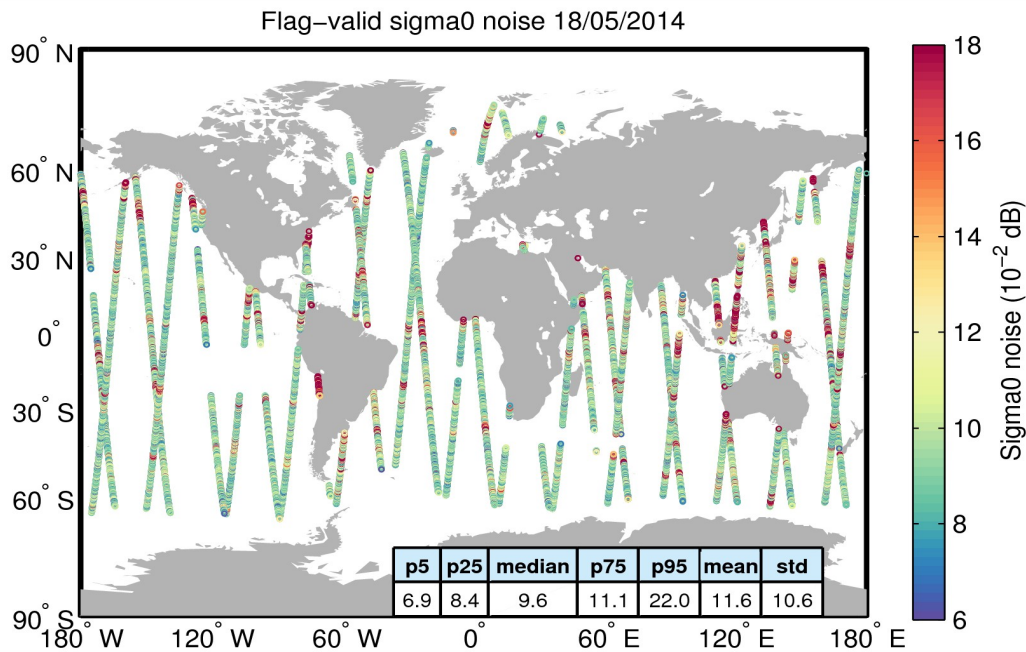 Flag−valid sigma0 noise 18/05/2014
90° N
60° N
30° N
0°
30° S
60° S
90° S
180° W
120° W
60° W
0°
60° E
120° E
180° E
p5 p25 median p75 p95 mean std
6.9 8.4 9.6 11.1 22.0 11.6 10.6
18
16
14
12
10
8
6
Sigma0 noise (10⁻² dB)